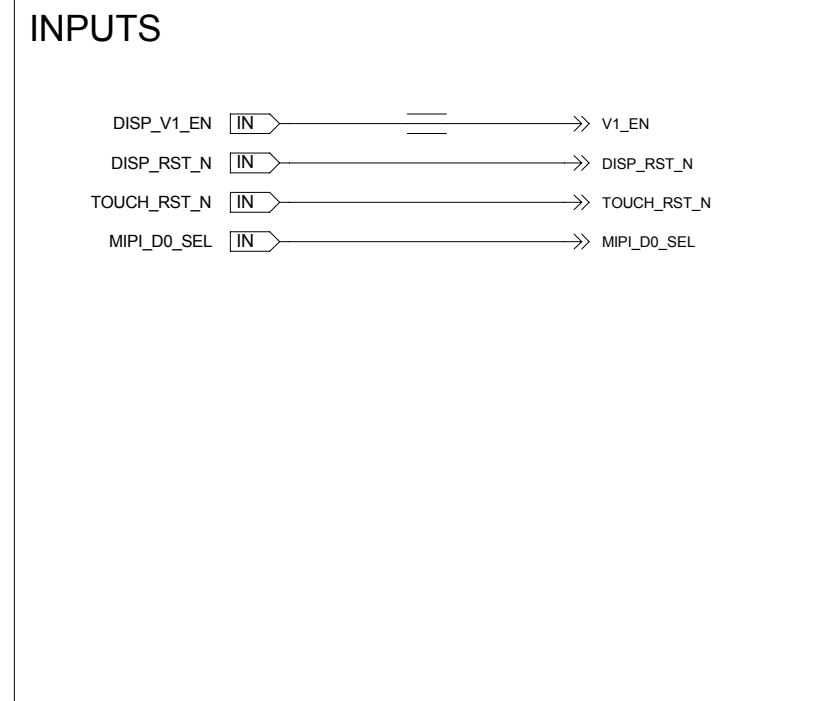 INPUTS
DISP_V1_EN IN V1_EN
DISP_RST_N IN DISP_RST_N
TOUCH_RST_N IN TOUCH_RST_N
MIPI_D0_SEL IN MIPI_D0_SEL